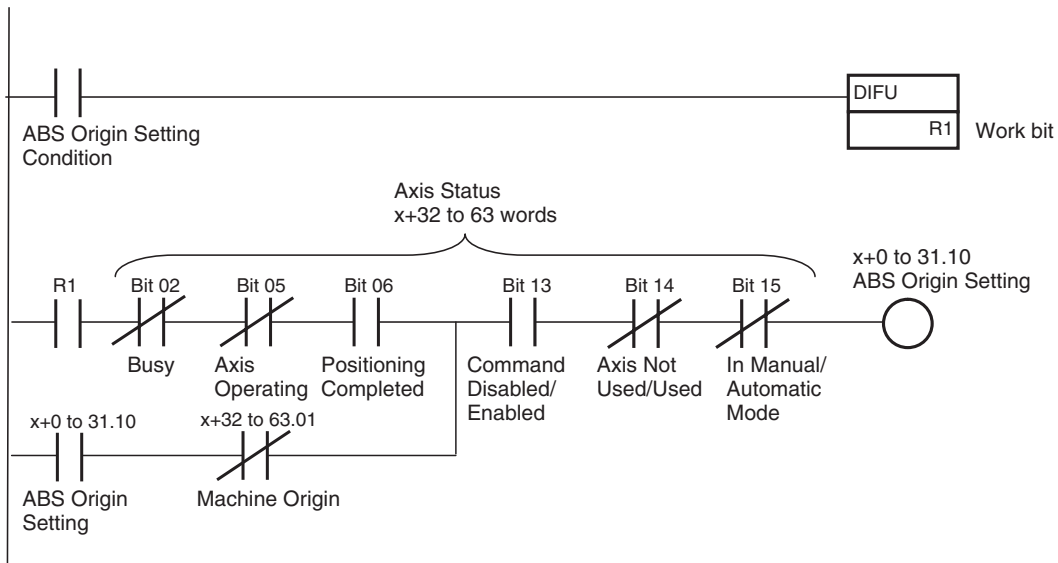 DIFU
R1
Work bit
ABS Origin Setting
Condition
Axis Status
x+32 to 63 words
x+0 to 31.10
ABS Origin Setting
R1
Bit 02
Bit 05
Bit 06
Bit 13
Bit 14
Bit 15
Busy
Axis
Operating
Positioning
Completed
Command
Disabled/
Enabled
Axis Not
Used/Used
In Manual/
Automatic
Mode
x+0 to 31.10
x+32 to 63.01
ABS Origin
Setting
Machine Origin